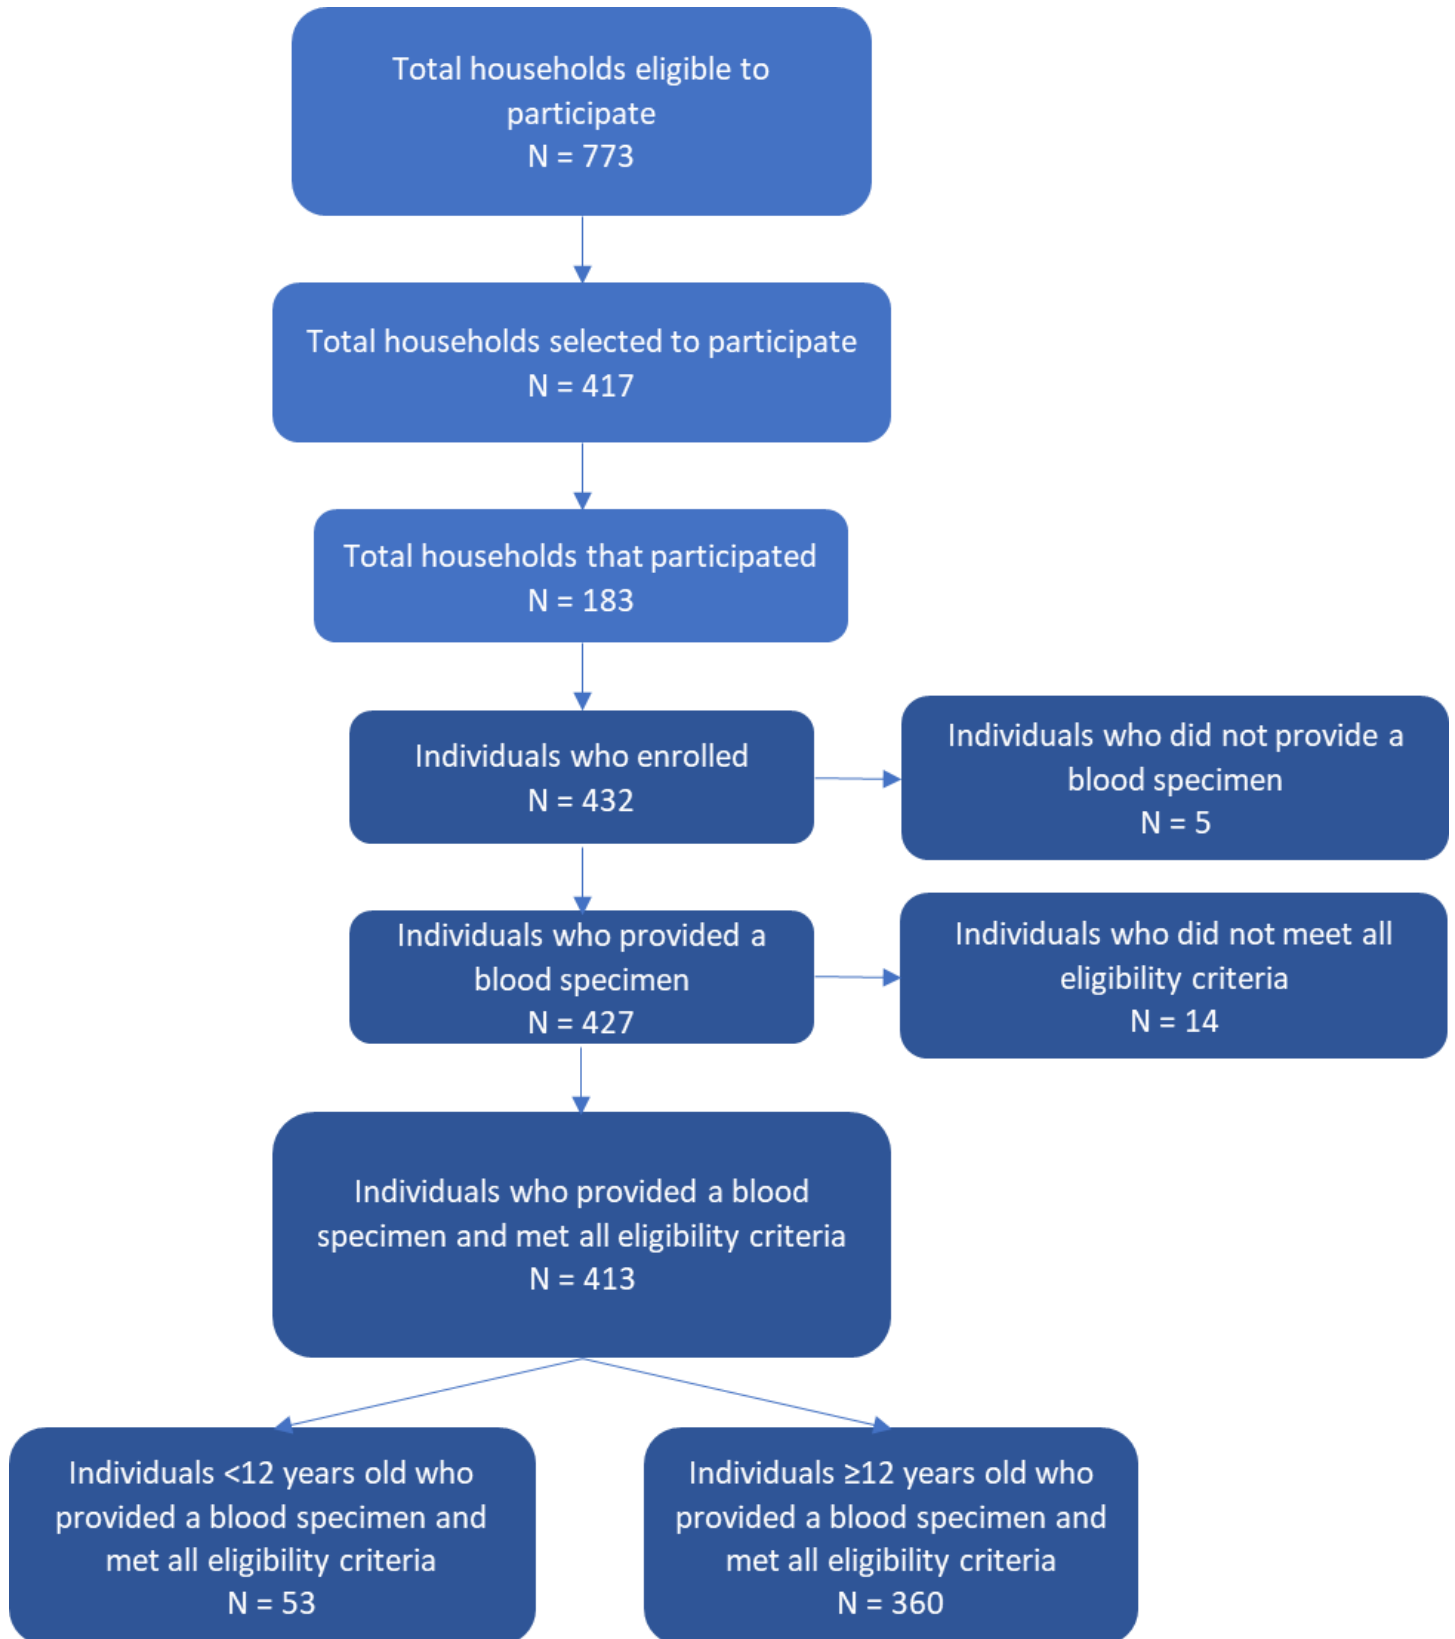 Total households eligible to
participate
N = 773
Total households selected to participate
N = 417
Total households that participated
N = 183
Individuals who enrolled
N = 432
Individuals who did not provide a
blood specimen
N = 5
Individuals who provided a
blood specimen
N = 427
Individuals who did not meet all
eligibility criteria
N = 14
Individuals who provided a blood
specimen and met all eligibility criteria
N = 413
Individuals <12 years old who
provided a blood specimen and
met all eligibility criteria
N = 53
Individuals ≥12 years old who
provided a blood specimen and
met all eligibility criteria
N = 360